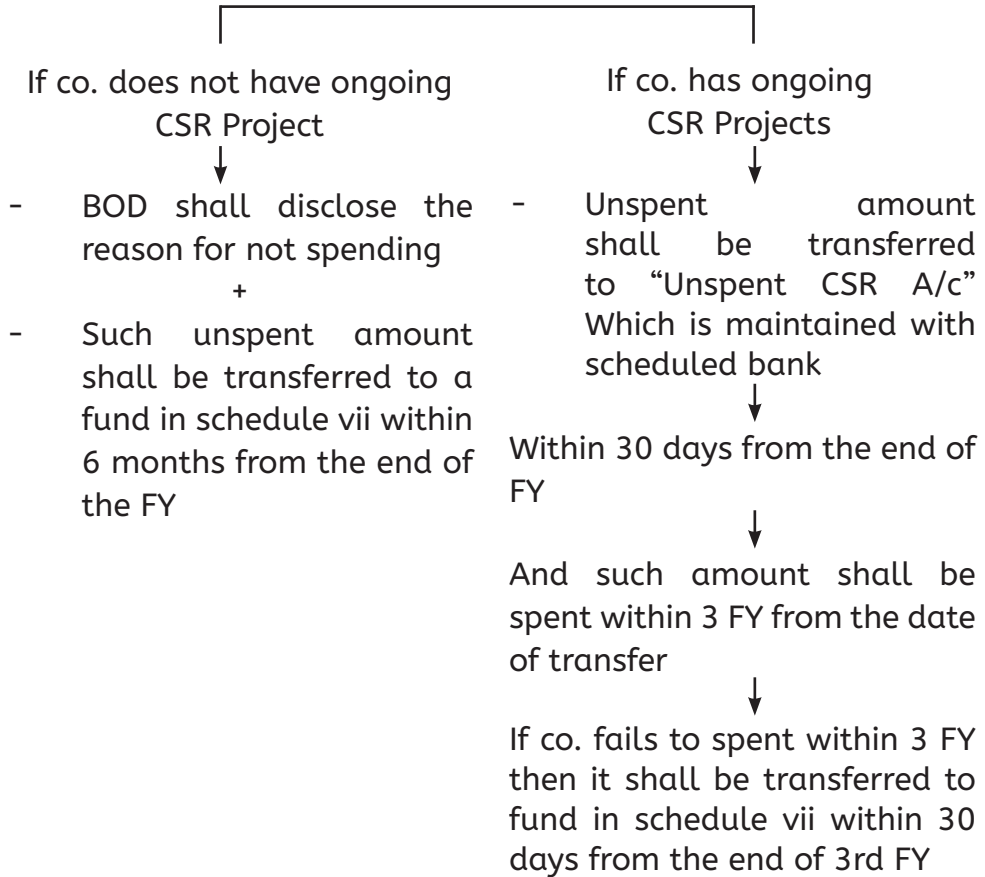 If co. does not have ongoing
CSR Project
- BOD shall disclose the
reason for not spending
+
- Such unspent amount
shall be transferred to a
fund in schedule vii within
6 months from the end of
the FY
If co. has ongoing
CSR Projects
- Unspent amount
shall be transferred
to “Unspent CSR A/c”
Which is maintained with
scheduled bank
Within 30 days from the end of
FY
And such amount shall be
spent within 3 FY from the date
of transfer
If co. fails to spent within 3 FY
then it shall be transferred to
fund in schedule vii within 30
days from the end of 3rd FY